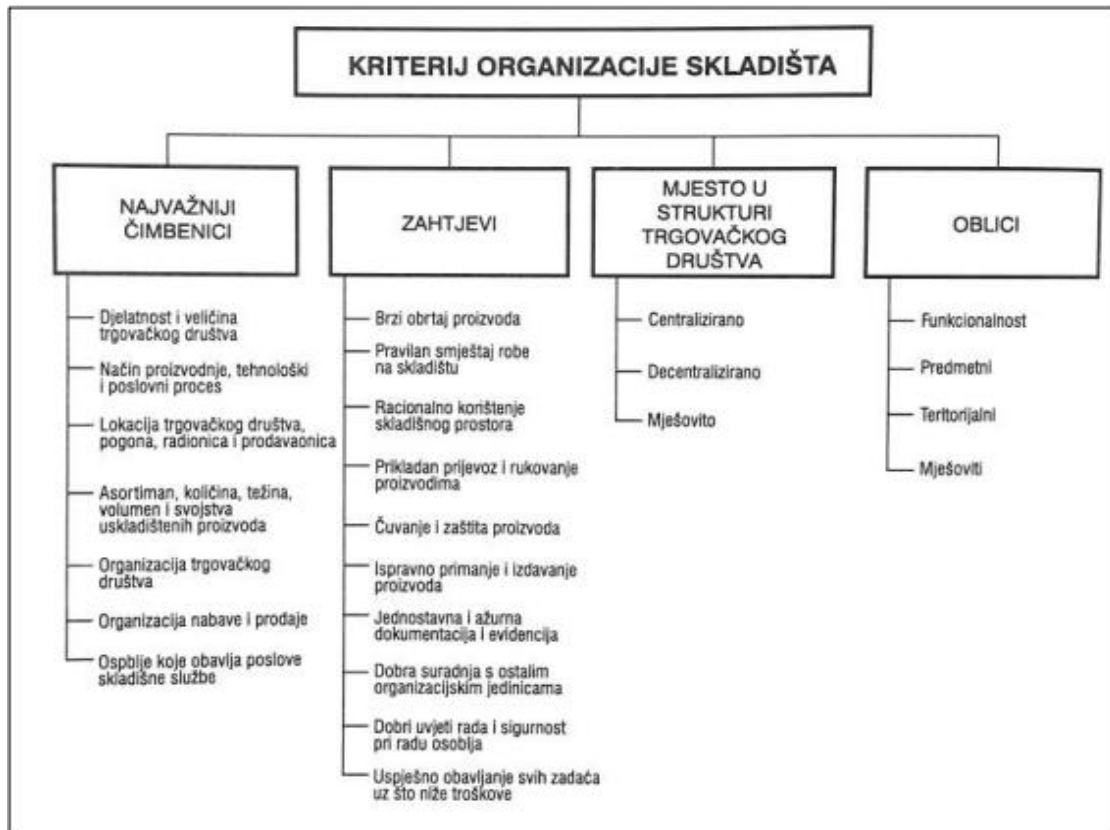 KRITERIJ ORGANIZACIJE SKLADIŠTA
NAJVAŽNIJI
ČIMBENICI
Djelatnost i veličina
trgovačkog društva
Način proizvodnje, tehnološki
i poslovni proces
Lokacija trgovačkog društva,
pogona, radionica i prodavaonica
Asortiman, količina, težina,
volumen i svojstva
uskladištenih proizvoda
Organizacija trgovačkog
društva
Organizacija nabave i prodaje
Ospblje koje obavlja poslove
skladišne službe
ZAHTJEVI
Brzi obrtaj proizvoda
Pravilan smještaj robe
na skladištu
Racionalno korištenje
skladišnog prostora
Prikladan prijevoz i rukovanje
proizvodima
Čuvanje i zaštita proizvoda
Ispravno primanje i izdavanje
proizvoda
Jednostavna i ažurna
dokumentacija i evidencija
Dobra suradnja s ostalim
organizacijskim jedinicama
Dobri uvjeti rada i sigurnost
pri radu osoblja
Uspješno obavljanje svih zadaća
uz što niže troškove
MJESTO U
STRUKTURI
TRGOVAČKOG
DRUŠTVA
Centralizirano
Decentralizirano
Mješovito
OBLICI
Funkcionalnost
Predmetni
Teritorijalni
Mješoviti